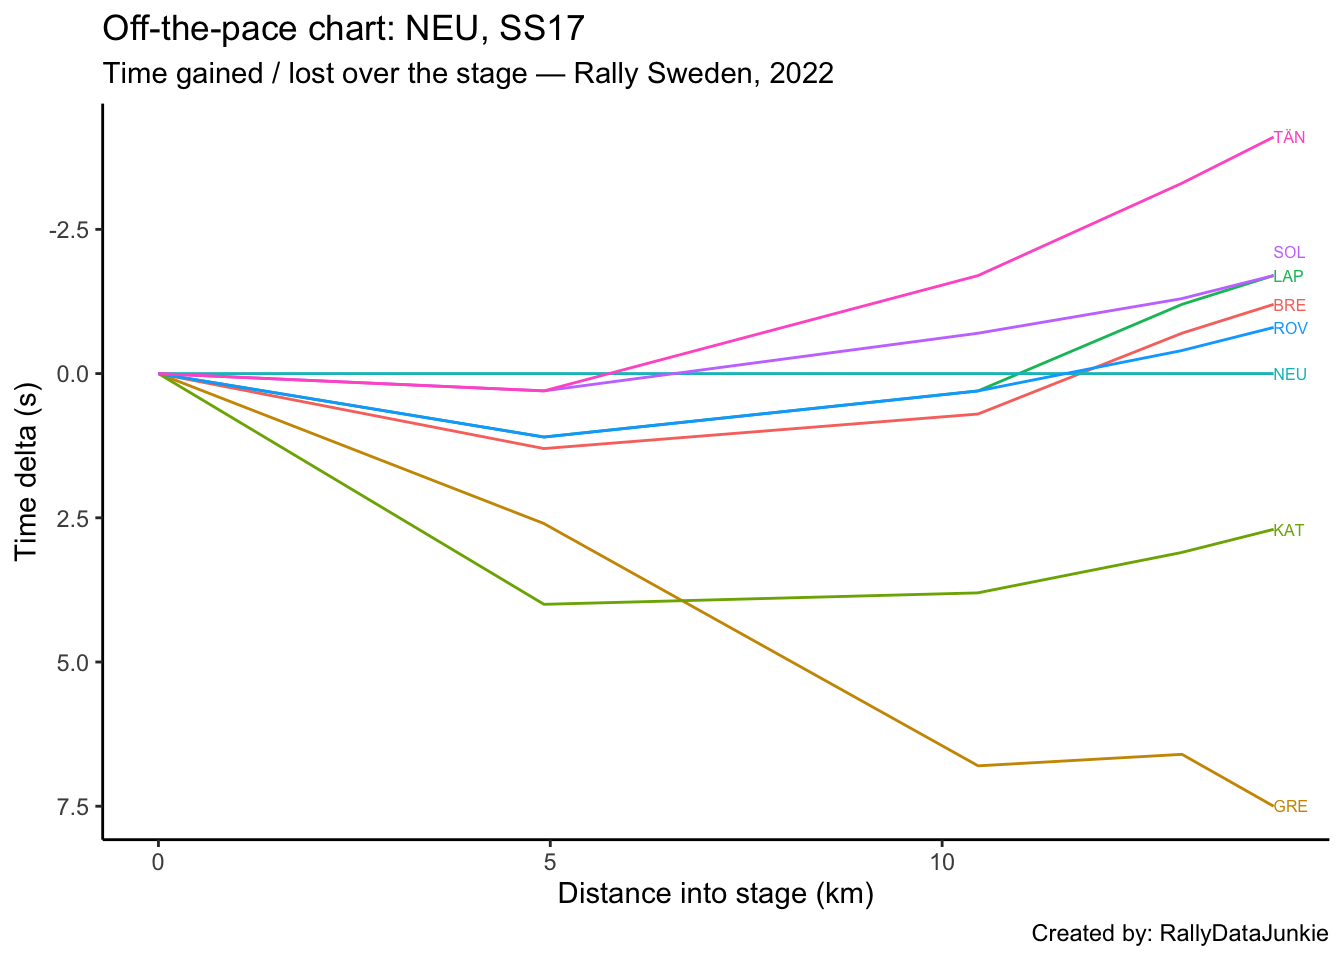 Off-the-pace chart: NEU, SS17
Time gained / lost over the stage — Rally Sweden, 2022
TÄN
-2.5
SOL
LAP
BRE
ROV
0.0
NEU
Time delta (s)
2.5
KAT
5.0
7.5
GRE
0
5
10
Distance into stage (km)
Created by: RallyDataJunkie